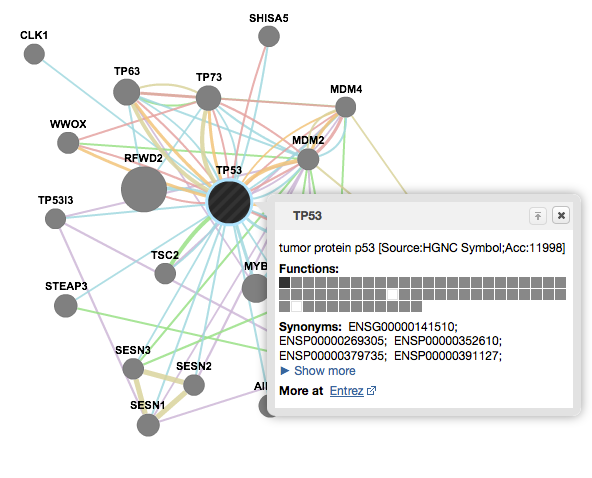 SHISA5
CLK1
TP63
TP73
MDM4
WWOX
MDM2
RFWD2
TP53
TP53I3
TSC2
MYB
STEAP3
SESN3
SESN2
SESN1
TP53
tumor protein p53 [Source:HGNC Symbol;Acc:11998]
Functions:
Synonyms: ENSG00000141510;
ENSP00000269305; ENSP00000352610;
ENSP00000379735; ENSP00000391127;
► Show more
More at Entrez